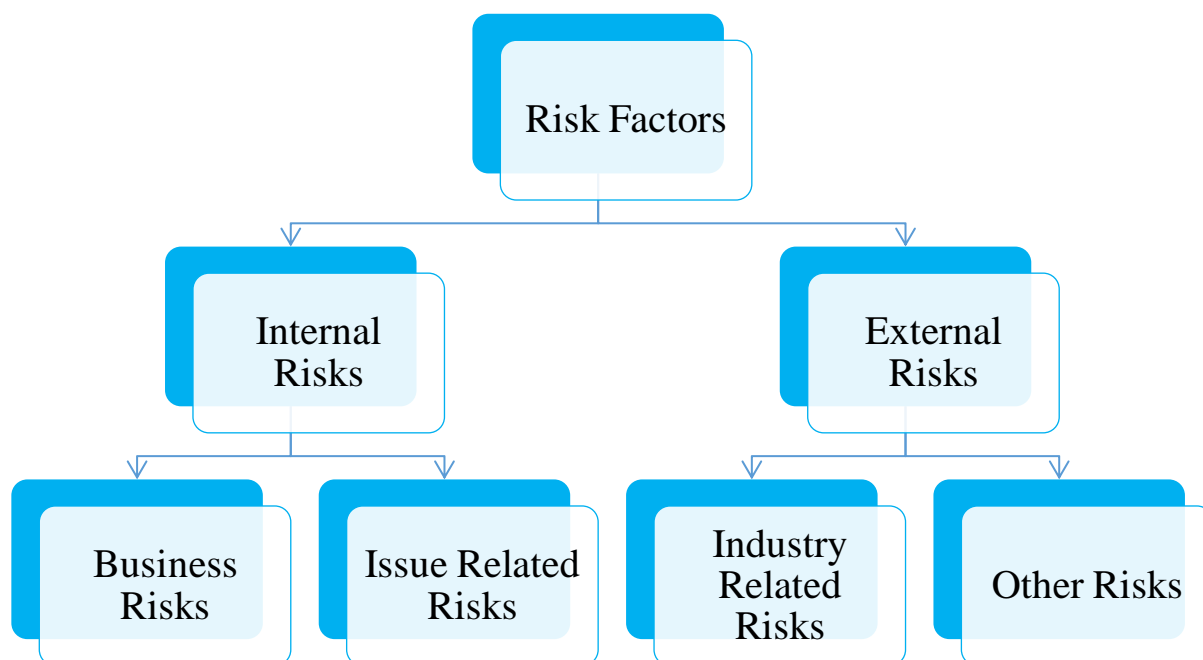 Risk Factors
Internal
Risks
External
Risks
Business
Risks
Issue Related
Risks
Industry
Related
Risks
Other Risks